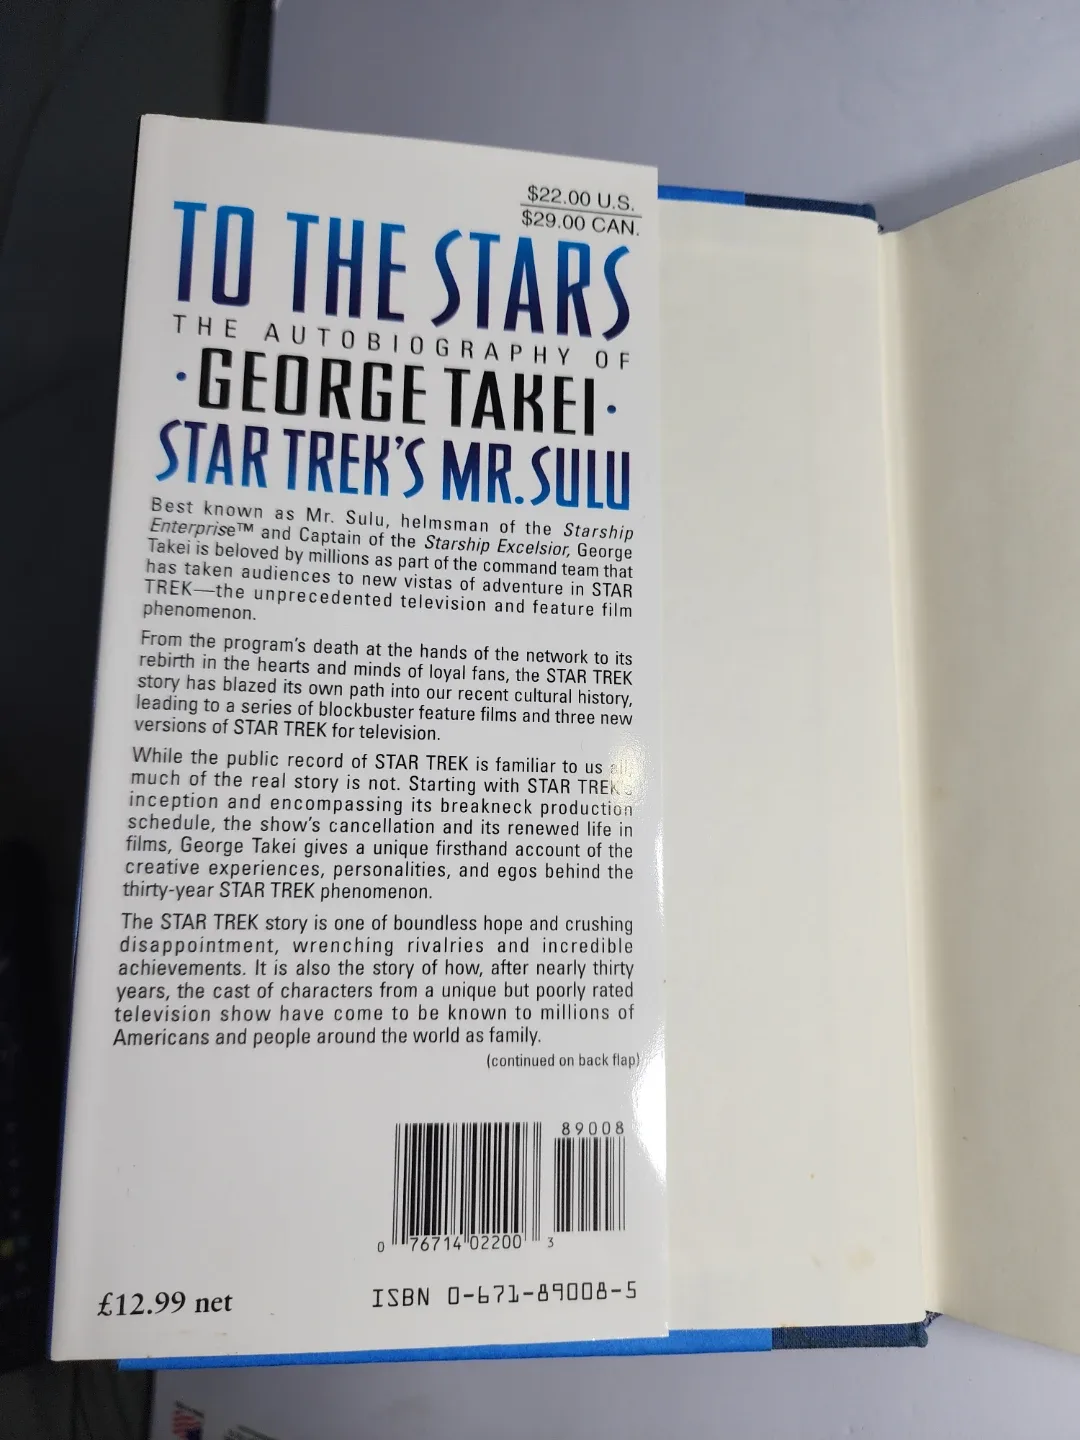 $22.00 U.S.
$29.00 CAN.
TO THE STARS
THE AUTOBIOGRAPHY OF
·GEORGE TAKEI·
STAR TREK'S MR. SULU
Best known as Mr. Sulu, helmsman of the Starship
Enterprise™ and Captain of the Starship Excelsior, George
Takei is beloved by millions as part of the command team that
has taken audiences to new vistas of adventure in STAR
TREK—the unprecedented television and feature film
phenomenon.
From the program's death at the hands of the network to its
rebirth in the hearts and minds of loyal fans, the STAR TREK
story has blazed its own path into our recent cultural history,
leading to a series of blockbuster feature films and three new
versions of STAR TREK for television.
While the public record of STAR TREK is familiar to us all,
much of the real story is not. Starting with STAR TREK's
inception and encompassing its breakneck production
schedule, the show's cancellation and its renewed life in
films, George Takei gives a unique firsthand account of the
creative experiences, personalities, and egos behind the
thirty-year STAR TREK phenomenon.
The STAR TREK story is one of boundless hope and crushing
disappointment, wrenching rivalries and incredible
achievements. It is also the story of how, after nearly thirty
years, the cast of characters from a unique but poorly rated
television show have come to be known to millions of
Americans and people around the world as family.
(continued on back flap)
89008
0 76714 02200 3
£12.99 net
ISBN 0-671-89008-5